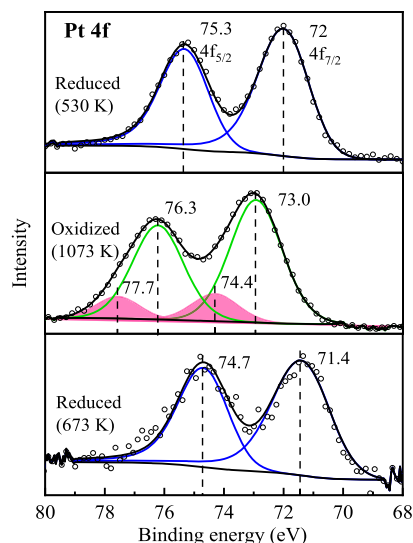 Pt 4f
75.3
4f5/2
72
4f7/2
Reduced
(530 K)
76.3
73.0
Oxidized
(1073 K)
77.7
74.4
74.7
71.4
Reduced
(673 K)
Intensity
80 78 76 74 72 70 68
Binding energy (eV)